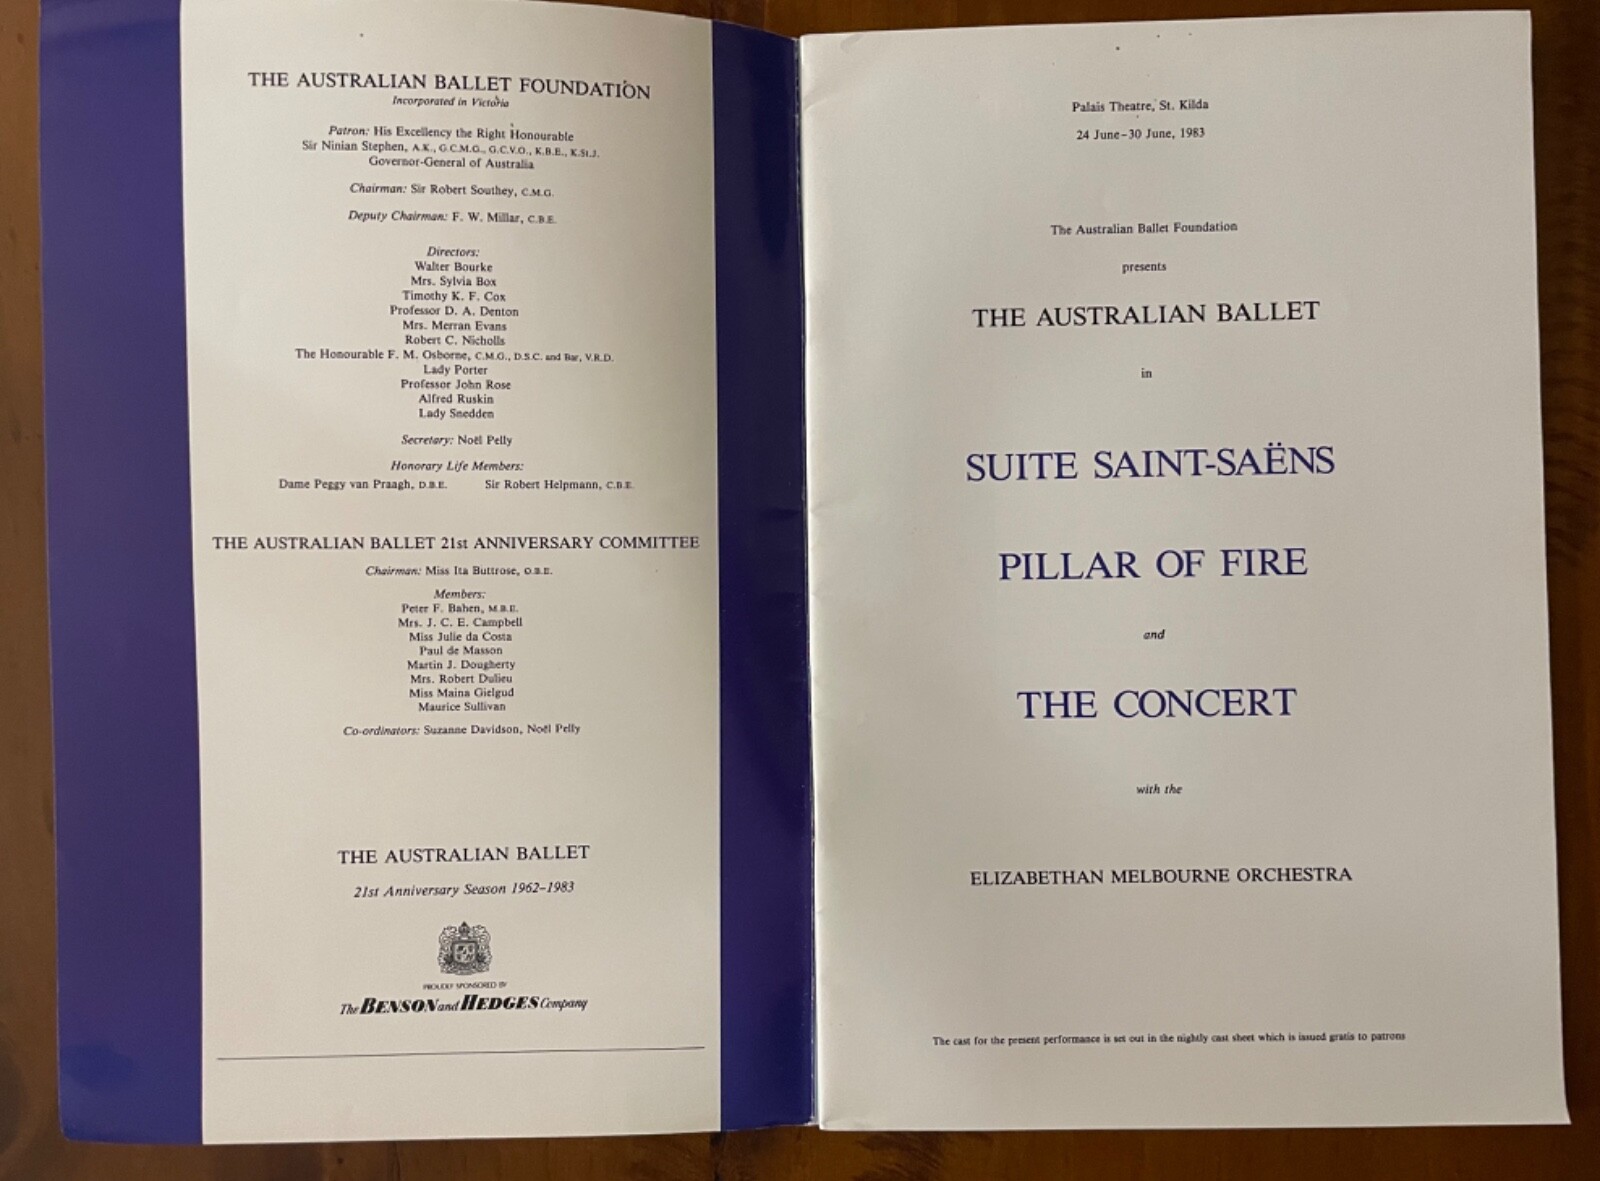 THE AUSTRALIAN BALLET FOUNDATION
Incorporated in Victoria
Patron: His Excellency the Right Honourable
Sir Ninian Stephen, A.K., G.C.M.G., G.C.V.O., K.B.E., K.St.J.
Governor-General of Australia
Chairman: Sir Robert Southey, C.M.G.
Deputy Chairman: F. W. Millar, C.B.E.
Directors:
Walter Bourke
Mrs. Sylvia Box
Timothy K. F. Cox
Professor D. A. Denton
Mrs. Merran Evans
Robert C. Nicholls
The Honourable F. M. Osborne, C.M.G., D.S.C. and Bar, V.R.D.
Lady Porter
Professor John Rose
Alfred Ruskin
Lady Snedden
Secretary: Noël Pelly
Honorary Life Members:
Dame Peggy van Praagh, D.B.E. Sir Robert Helpmann, C.B.E.
THE AUSTRALIAN BALLET 21st ANNIVERSARY COMMITTEE
Chairman: Miss Ita Buttrose, O.B.E.
Members:
Peter F. Bahen, M.B.E.
Mrs. J. C. E. Campbell
Miss Julie da Costa
Paul de Masson
Martin J. Dougherty
Mrs. Robert Dulieu
Miss Maina Gielgud
Maurice Sullivan
Co-ordinators: Suzanne Davidson, Noël Pelly
THE AUSTRALIAN BALLET
21st Anniversary Season 1962-1983
PROUDLY SPONSORED BY
The BENSON and HEDGES Company
Palais Theatre, St. Kilda
24 June-30 June, 1983
The Australian Ballet Foundation
presents
THE AUSTRALIAN BALLET
in
SUITE SAINT-SAËNS
PILLAR OF FIRE
and
THE CONCERT
with the
ELIZABETHAN MELBOURNE ORCHESTRA
The cast for the present performance is set out in the nightly cast sheet which is issued gratis to patrons